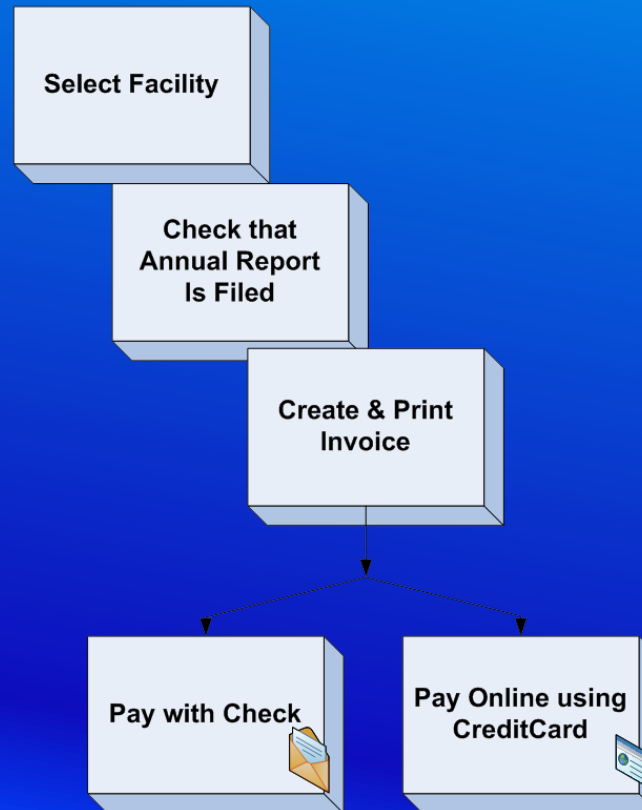 Select Facility
Check that
Annual Report
Is Filed
Create & Print
Invoice
Pay with Check
Pay Online using
CreditCard